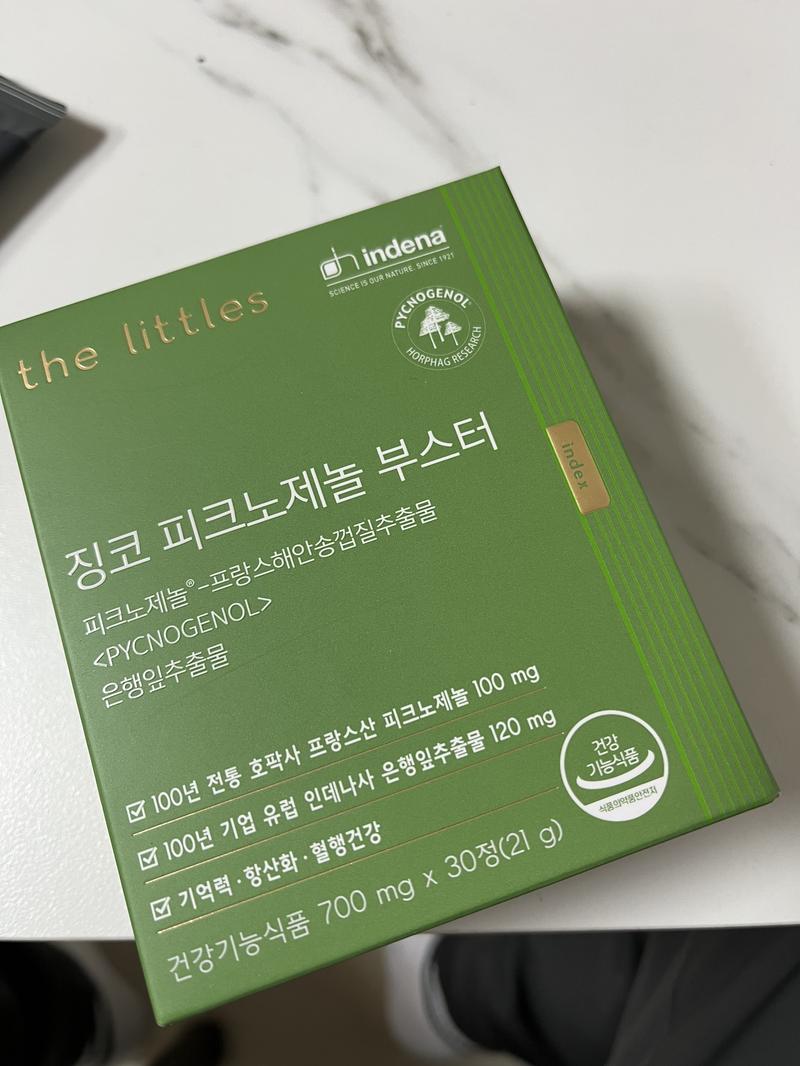 indena
SCIENCE IS OUR NATURE. SINCE 1921
the littles
PYCNOGENOL®
HORPHAG RESEARCH
징코 피크노제놀 부스터
index
피크노제놀®-프랑스해안송껍질추출물
<PYCNOGENOL>
은행잎추출물
100년 전통 호팍사 프랑스산 피크노제놀 100 mg
100년 기업 유럽 인데나사 은행잎추출물 120 mg
기억력·항산화·혈행건강
건강
기능식품
식품의약품안전처
건강기능식품 700 mg x 30정(21 g)